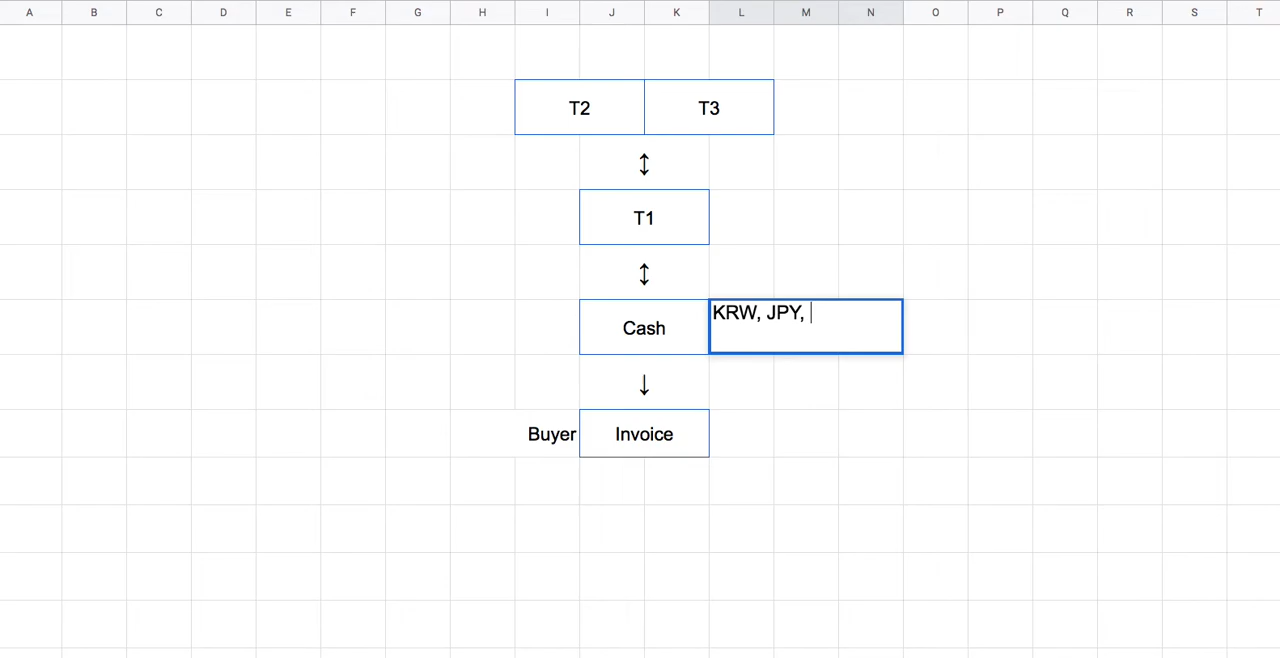 A B C D E F G H I J K L M N O P Q R S T
T2 T3
↕
T1
↕
Cash KRW, JPY,
↓
Buyer Invoice